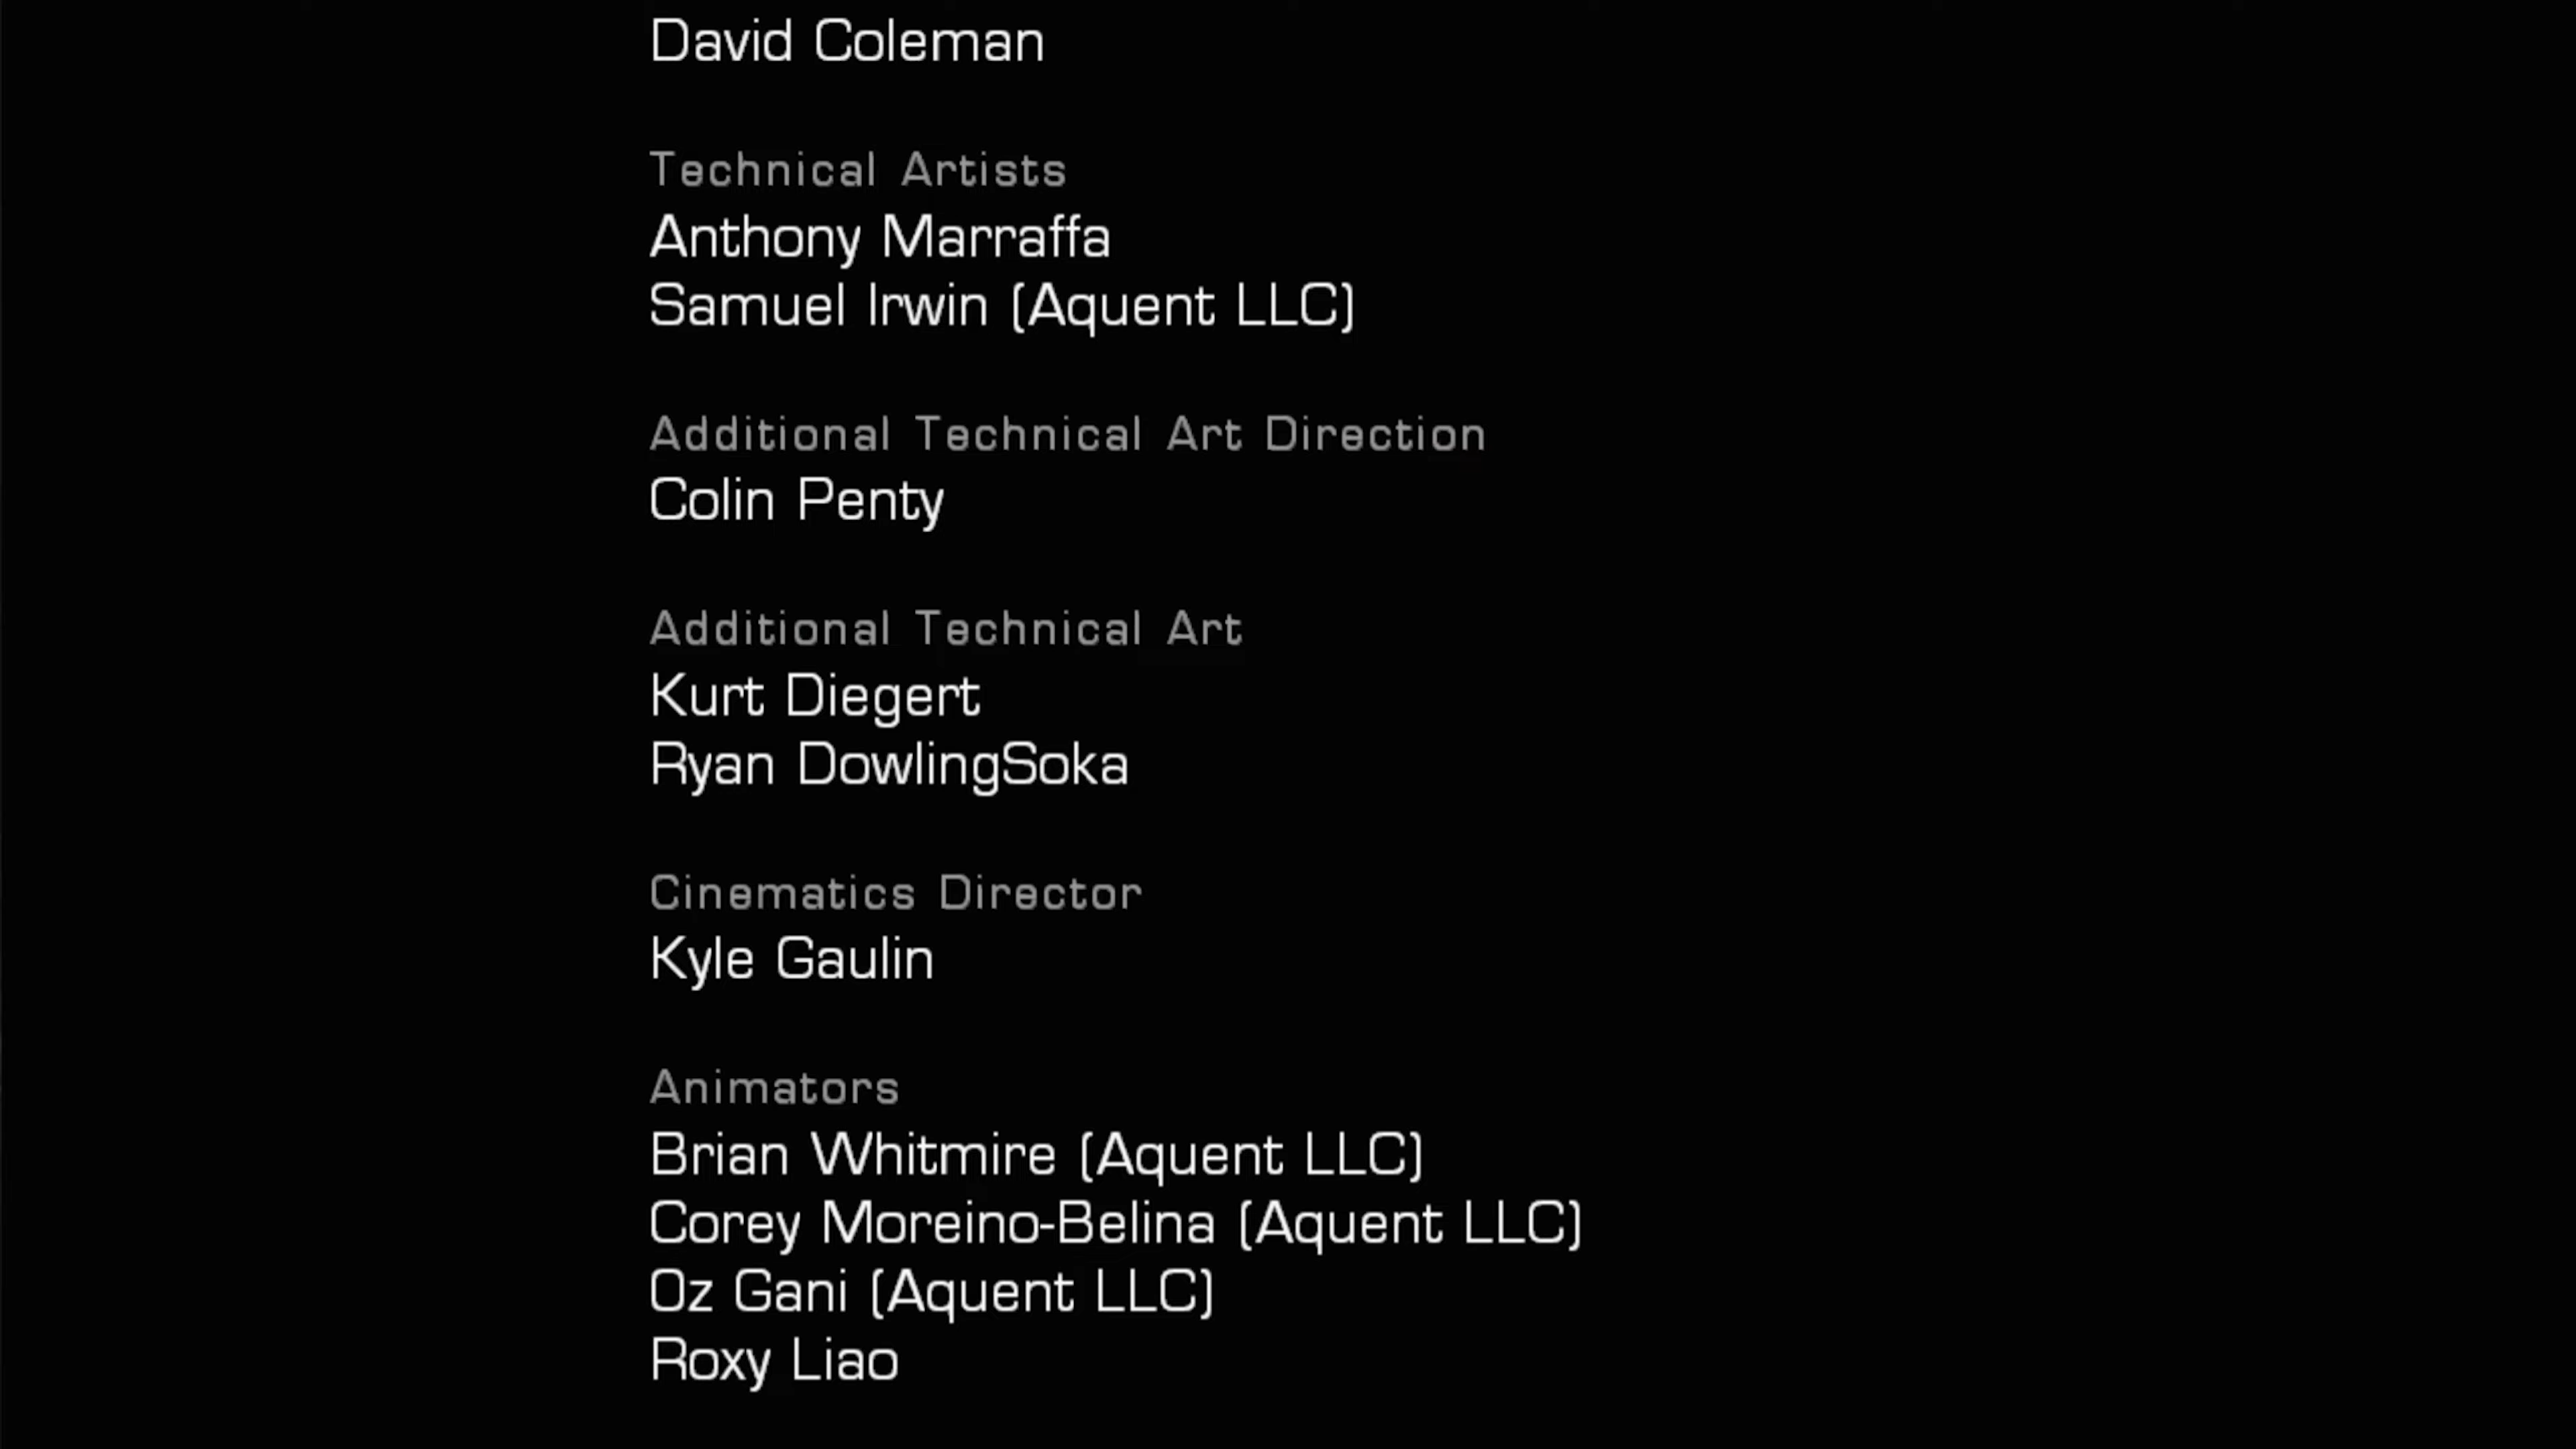 David Coleman
Technical Artists
Anthony Marraffa
Samuel Irwin (Aquent LLC)
Additional Technical Art Direction
Colin Penty
Additional Technical Art
Kurt Diegert
Ryan DowlingSoka
Cinematics Director
Kyle Gaulin
Animators
Brian Whitmire (Aquent LLC)
Corey Moreino-Belina (Aquent LLC)
Oz Gani (Aquent LLC)
Roxy Liao